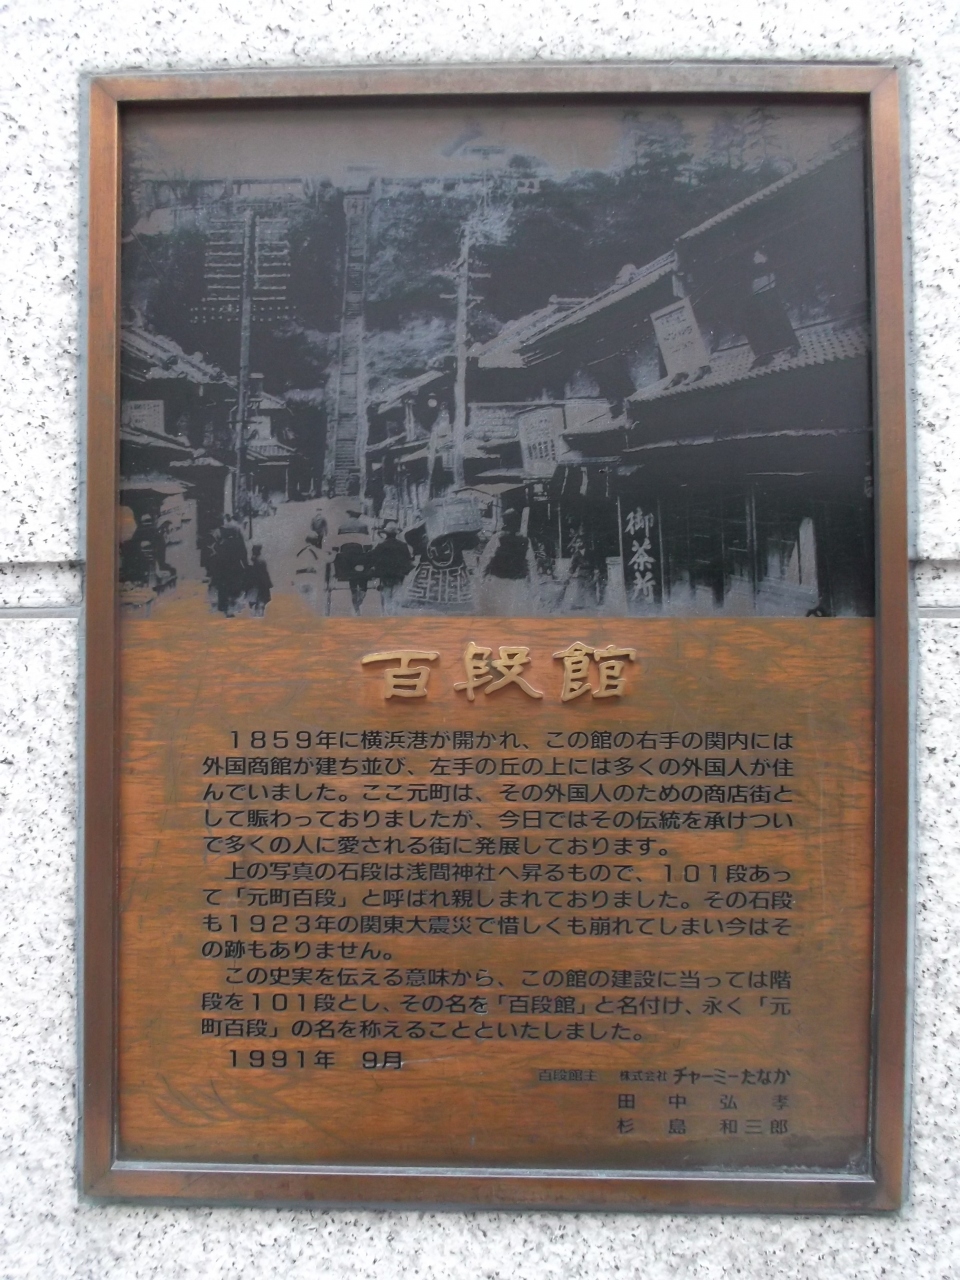 御茶所
百段館
1859年に横浜港が開かれ、この館の右手の関内には
外国商館が建ち並び、左手の丘の上には多くの外国人が住
んでいました。ここ元町は、その外国人のための商店街と
して賑わっておりましたが、今日ではその伝統を承けつい
で多くの人に愛される街に発展しております。
上の写真の石段は浅間神社へ昇るもので、101段あっ
て「元町百段」と呼ばれ親しまれておりました。その石段
も1923年の関東大震災で惜しくも崩れてしまい今はそ
の跡もありません。
この史実を伝える意味から、この館の建設に当っては階
段を101段とし、その名を「百段館」と名付け、永く「元
町百段」の名を称えることといたしました。
1991年 9月
百段館主 株式会社 チャーミーたなか
田中弘孝
杉島和三郎